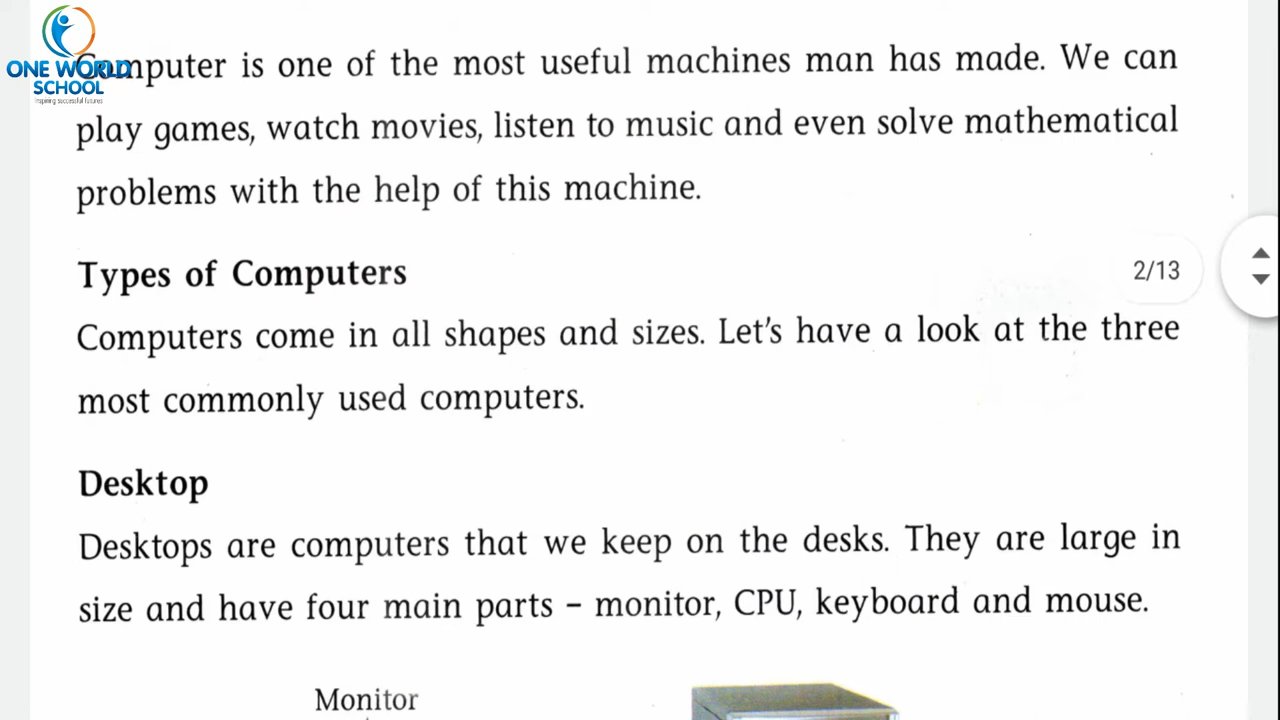 ONE WORLD
SCHOOL
Inspiring successful futures
Computer is one of the most useful machines man has made. We can
play games, watch movies, listen to music and even solve mathematical
problems with the help of this machine.
Types of Computers
2/13
Computers come in all shapes and sizes. Let's have a look at the three
most commonly used computers.
Desktop
Desktops are computers that we keep on the desks. They are large in
size and have four main parts – monitor, CPU, keyboard and mouse.
Monitor